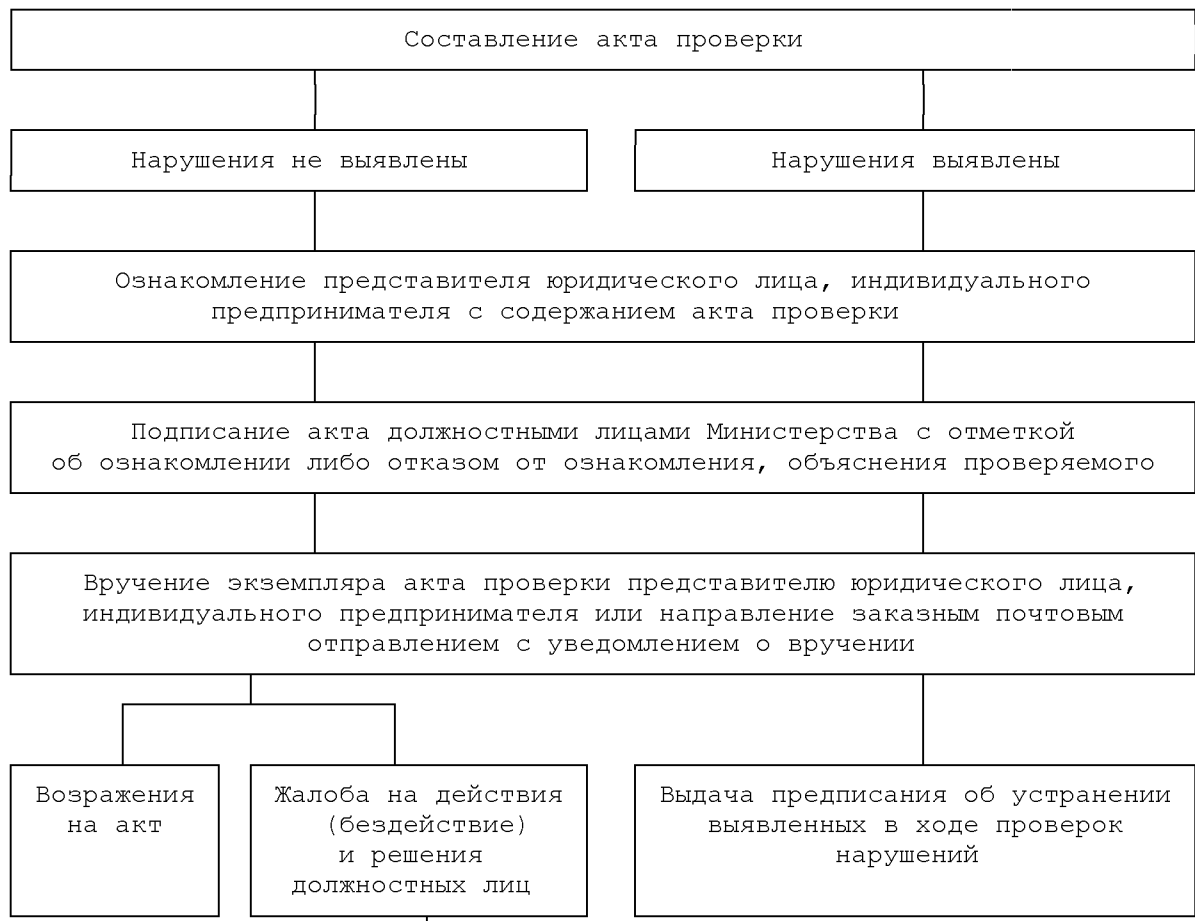 Составление акта проверки
Нарушения не выявлены
Нарушения выявлены
Ознакомление представителя юридического лица, индивидуального
предпринимателя с содержанием акта проверки
Подписание акта должностными лицами Министерства с отметкой
об ознакомлении либо отказом от ознакомления, объяснения проверяемого
Вручение экземпляра акта проверки представителю юридического лица,
индивидуального предпринимателя или направление заказным почтовым
отправлением с уведомлением о вручении
Возражения
на акт
Жалоба на действия
(бездействие)
и решения
должностных лиц
Выдача предписания об устранении
выявленных в ходе проверок
нарушений